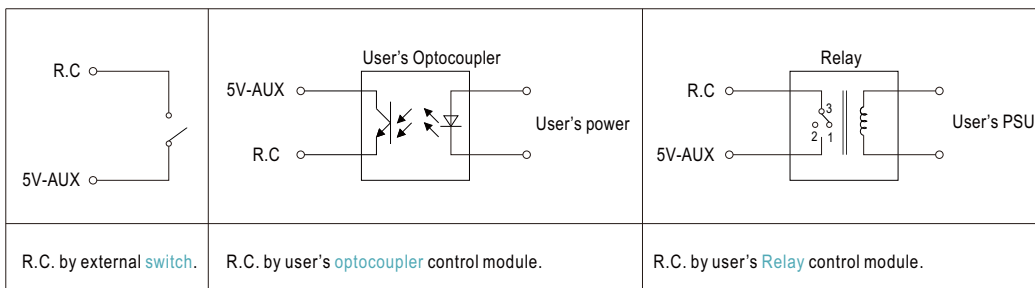 R.C
5V-AUX
R.C. by external switch.
User's Optocoupler
5V-AUX
R.C
User's power
R.C. by user's optocoupler control module.
Relay
R.C
3
2 1
5V-AUX
User's PSU
R.C. by user's Relay control module.